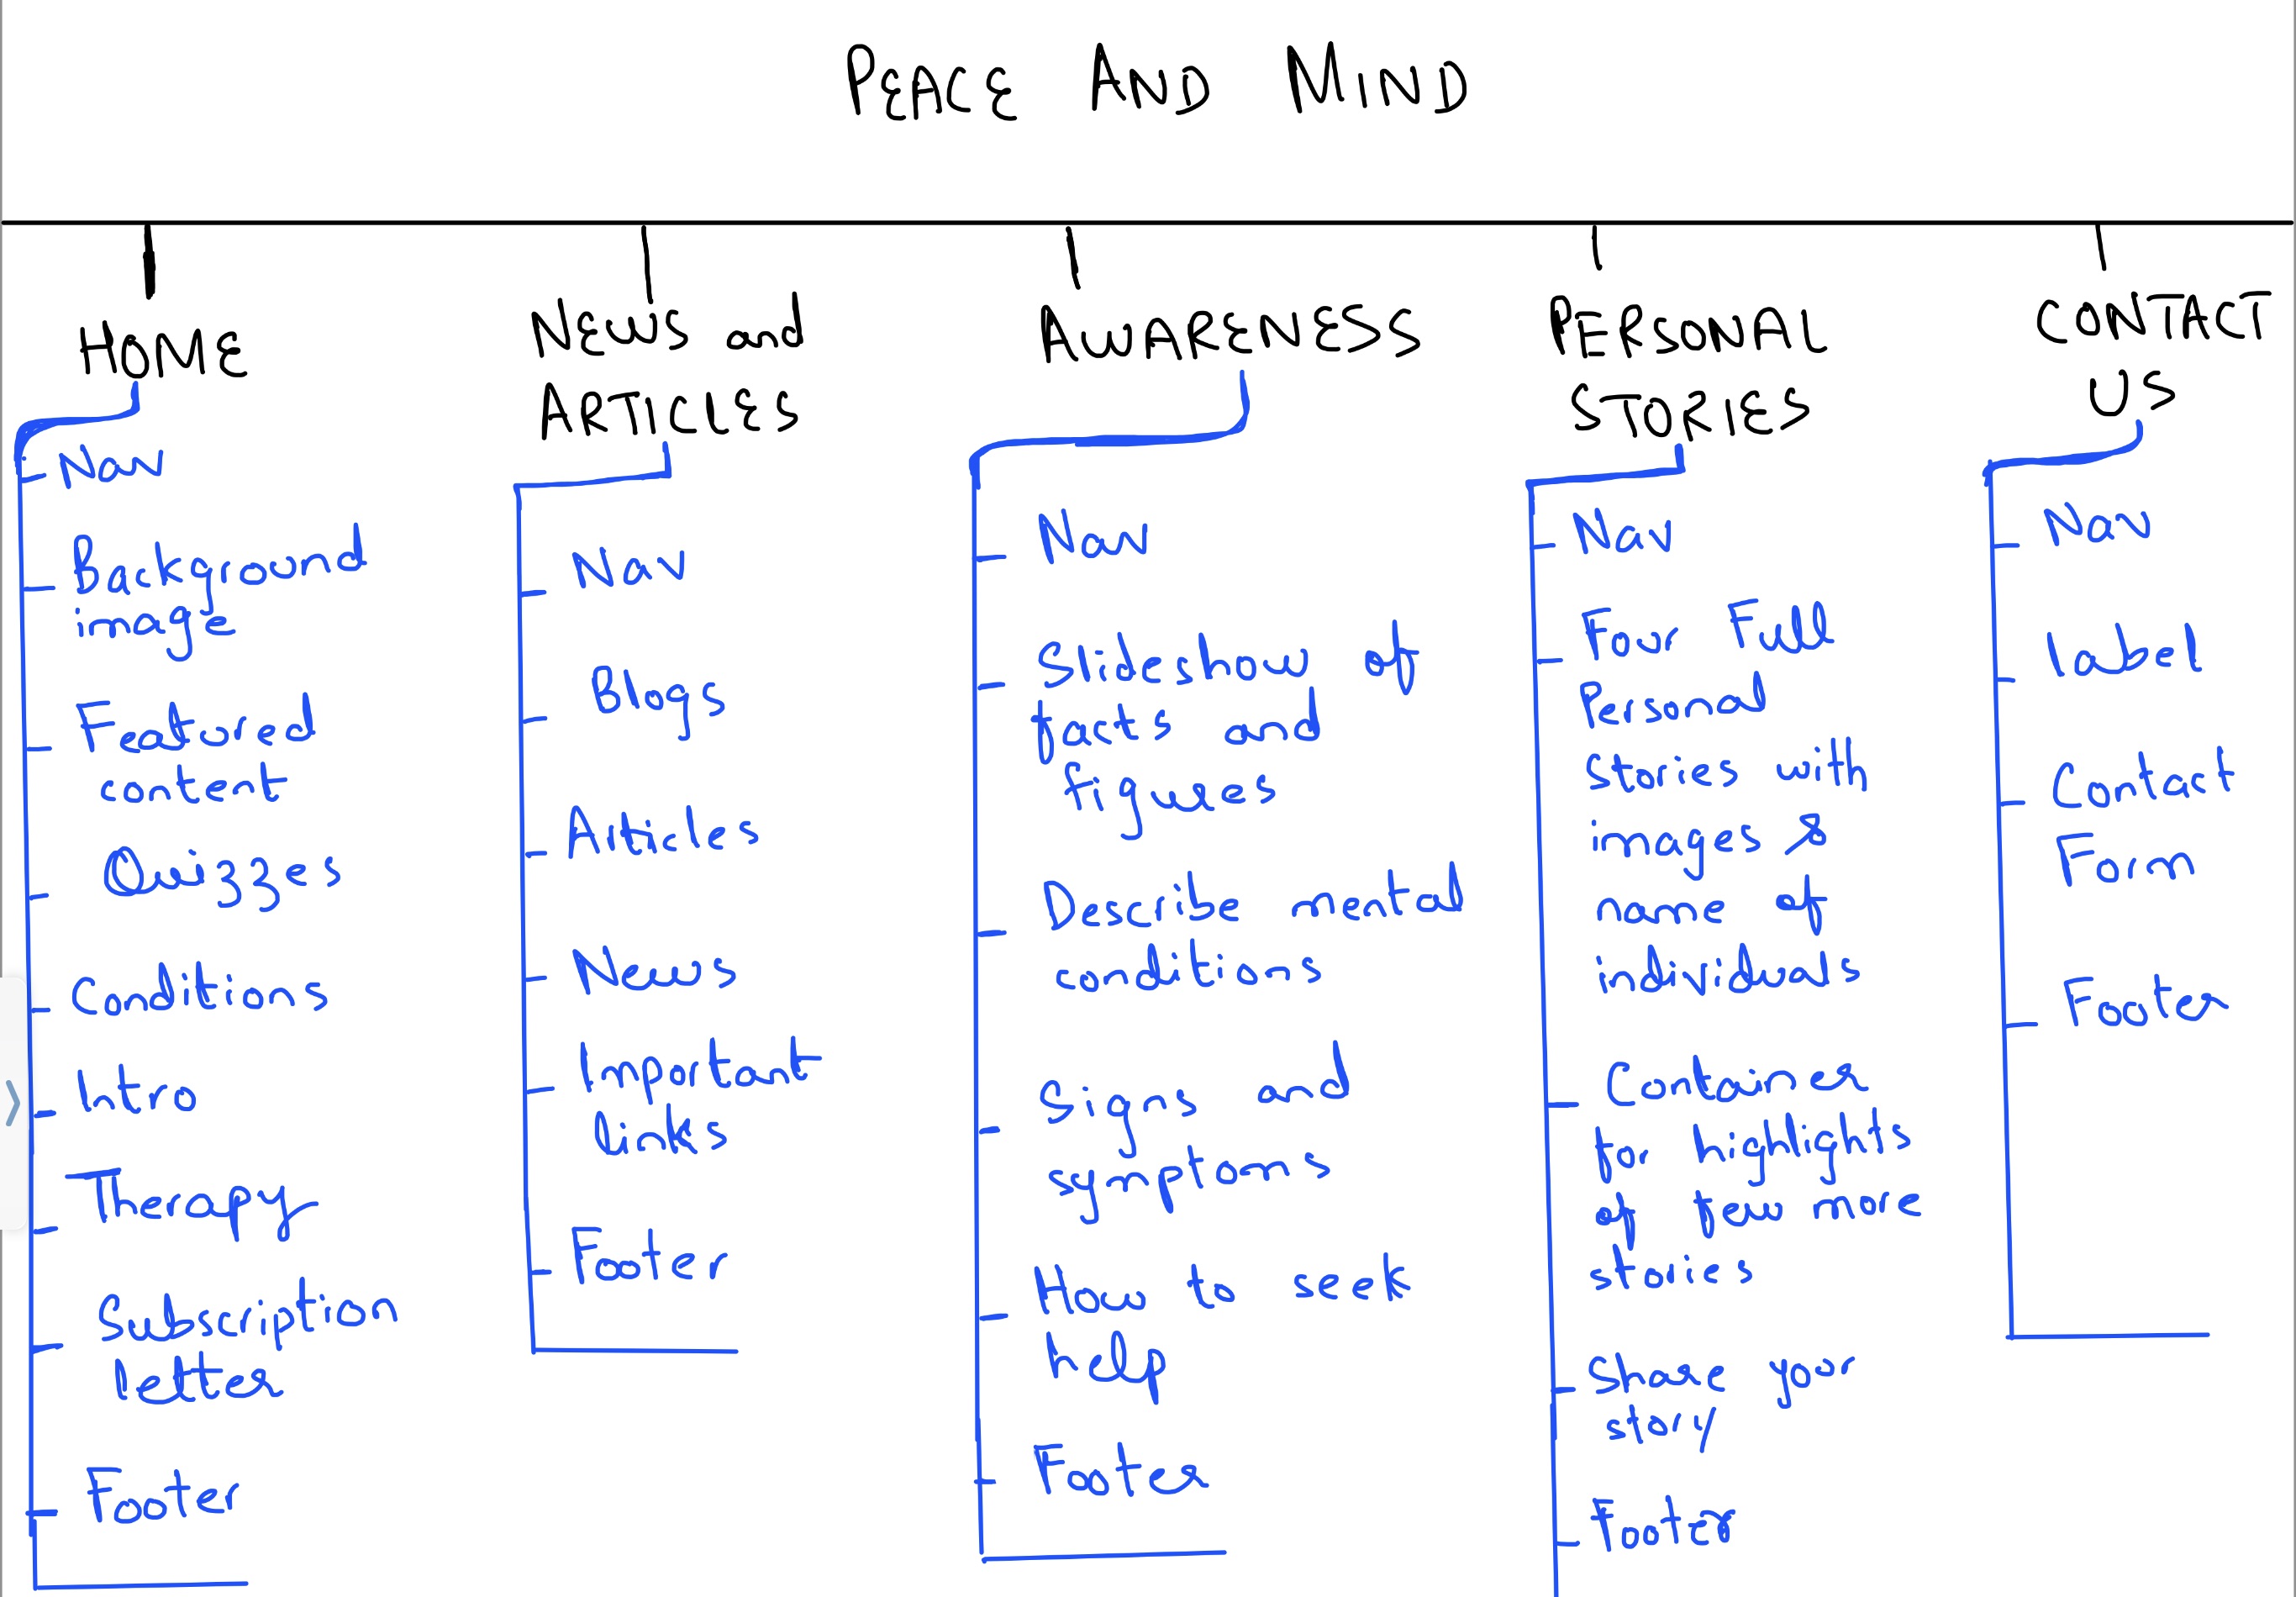 PEACE AND MIND
HOME
Nav
Background
image
Featured
content
Quizzes
Conditions
Intro
Therapy
Subscription
letter
Footer
News and
ARTICLES
Nav
Blogs
Articles
News
Important
links
Footer
AWARENESS
Nav
Slideshow of
facts and
figures
Describe mental
conditions
Signs and
symptoms
How to seek
help
Footer
PERSONAL
STORIES
Nav
Four Full
Personal
stories with
images &
name of
individuals
Container
for highlights
of few more
stories
Share your
story
Footer
CONTACT
US
Nav
Label
Contact
Form
Footer